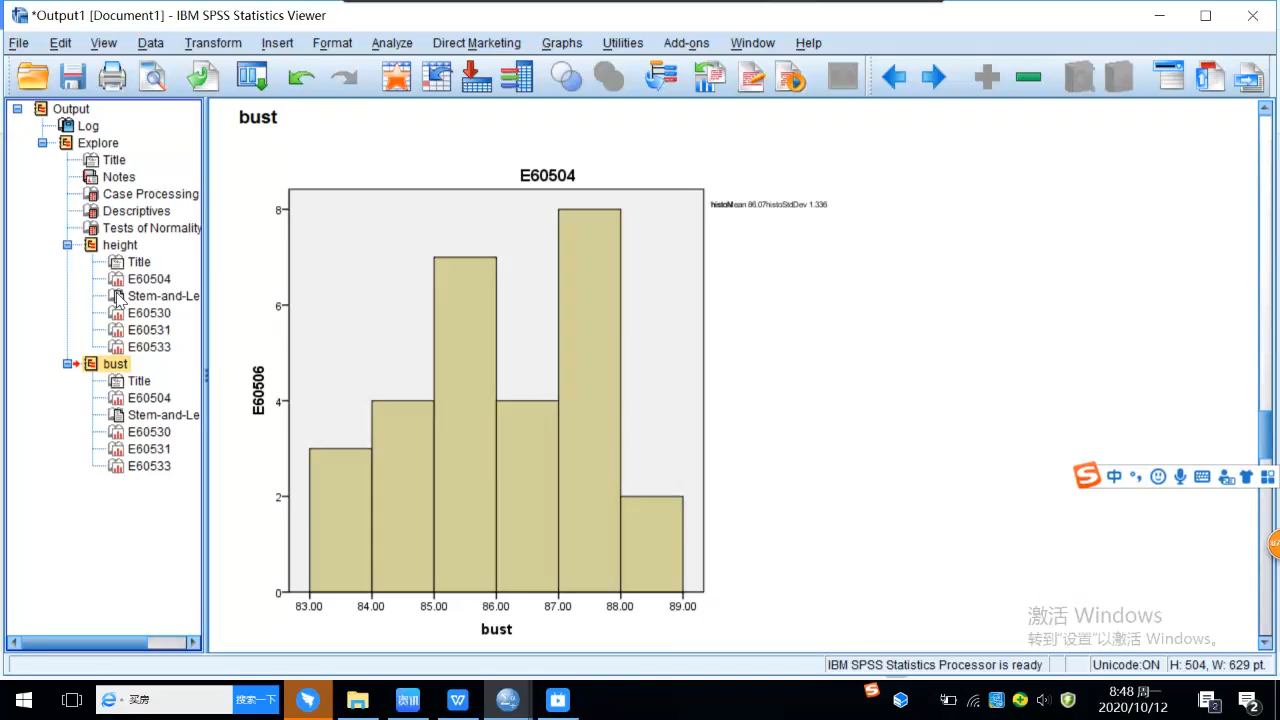 *Output1 [Document1] - IBM SPSS Statistics Viewer
File Edit View Data Transform Insert Format Analyze Direct Marketing Graphs Utilities Add-ons Window Help
Output
Log
Explore
Title
Notes
Case Processing
Descriptives
Tests of Normality
height
Title
E60504
Stem-and-Le
E60530
E60531
E60533
bust
Title
E60504
Stem-and-Le
E60530
E60531
E60533
bust
E60504
histoMean 86.07histoStdDev 1.336
8
6
4
2
0
E60506
83.00 84.00 85.00 86.00 87.00 88.00 89.00
bust
中
激活 Windows
转到"设置"以激活 Windows。
IBM SPSS Statistics Processor is ready Unicode:ON H: 504, W: 629 pt.
买房 搜索一下
资讯
8:48 周一
2020/10/12
2
2
87